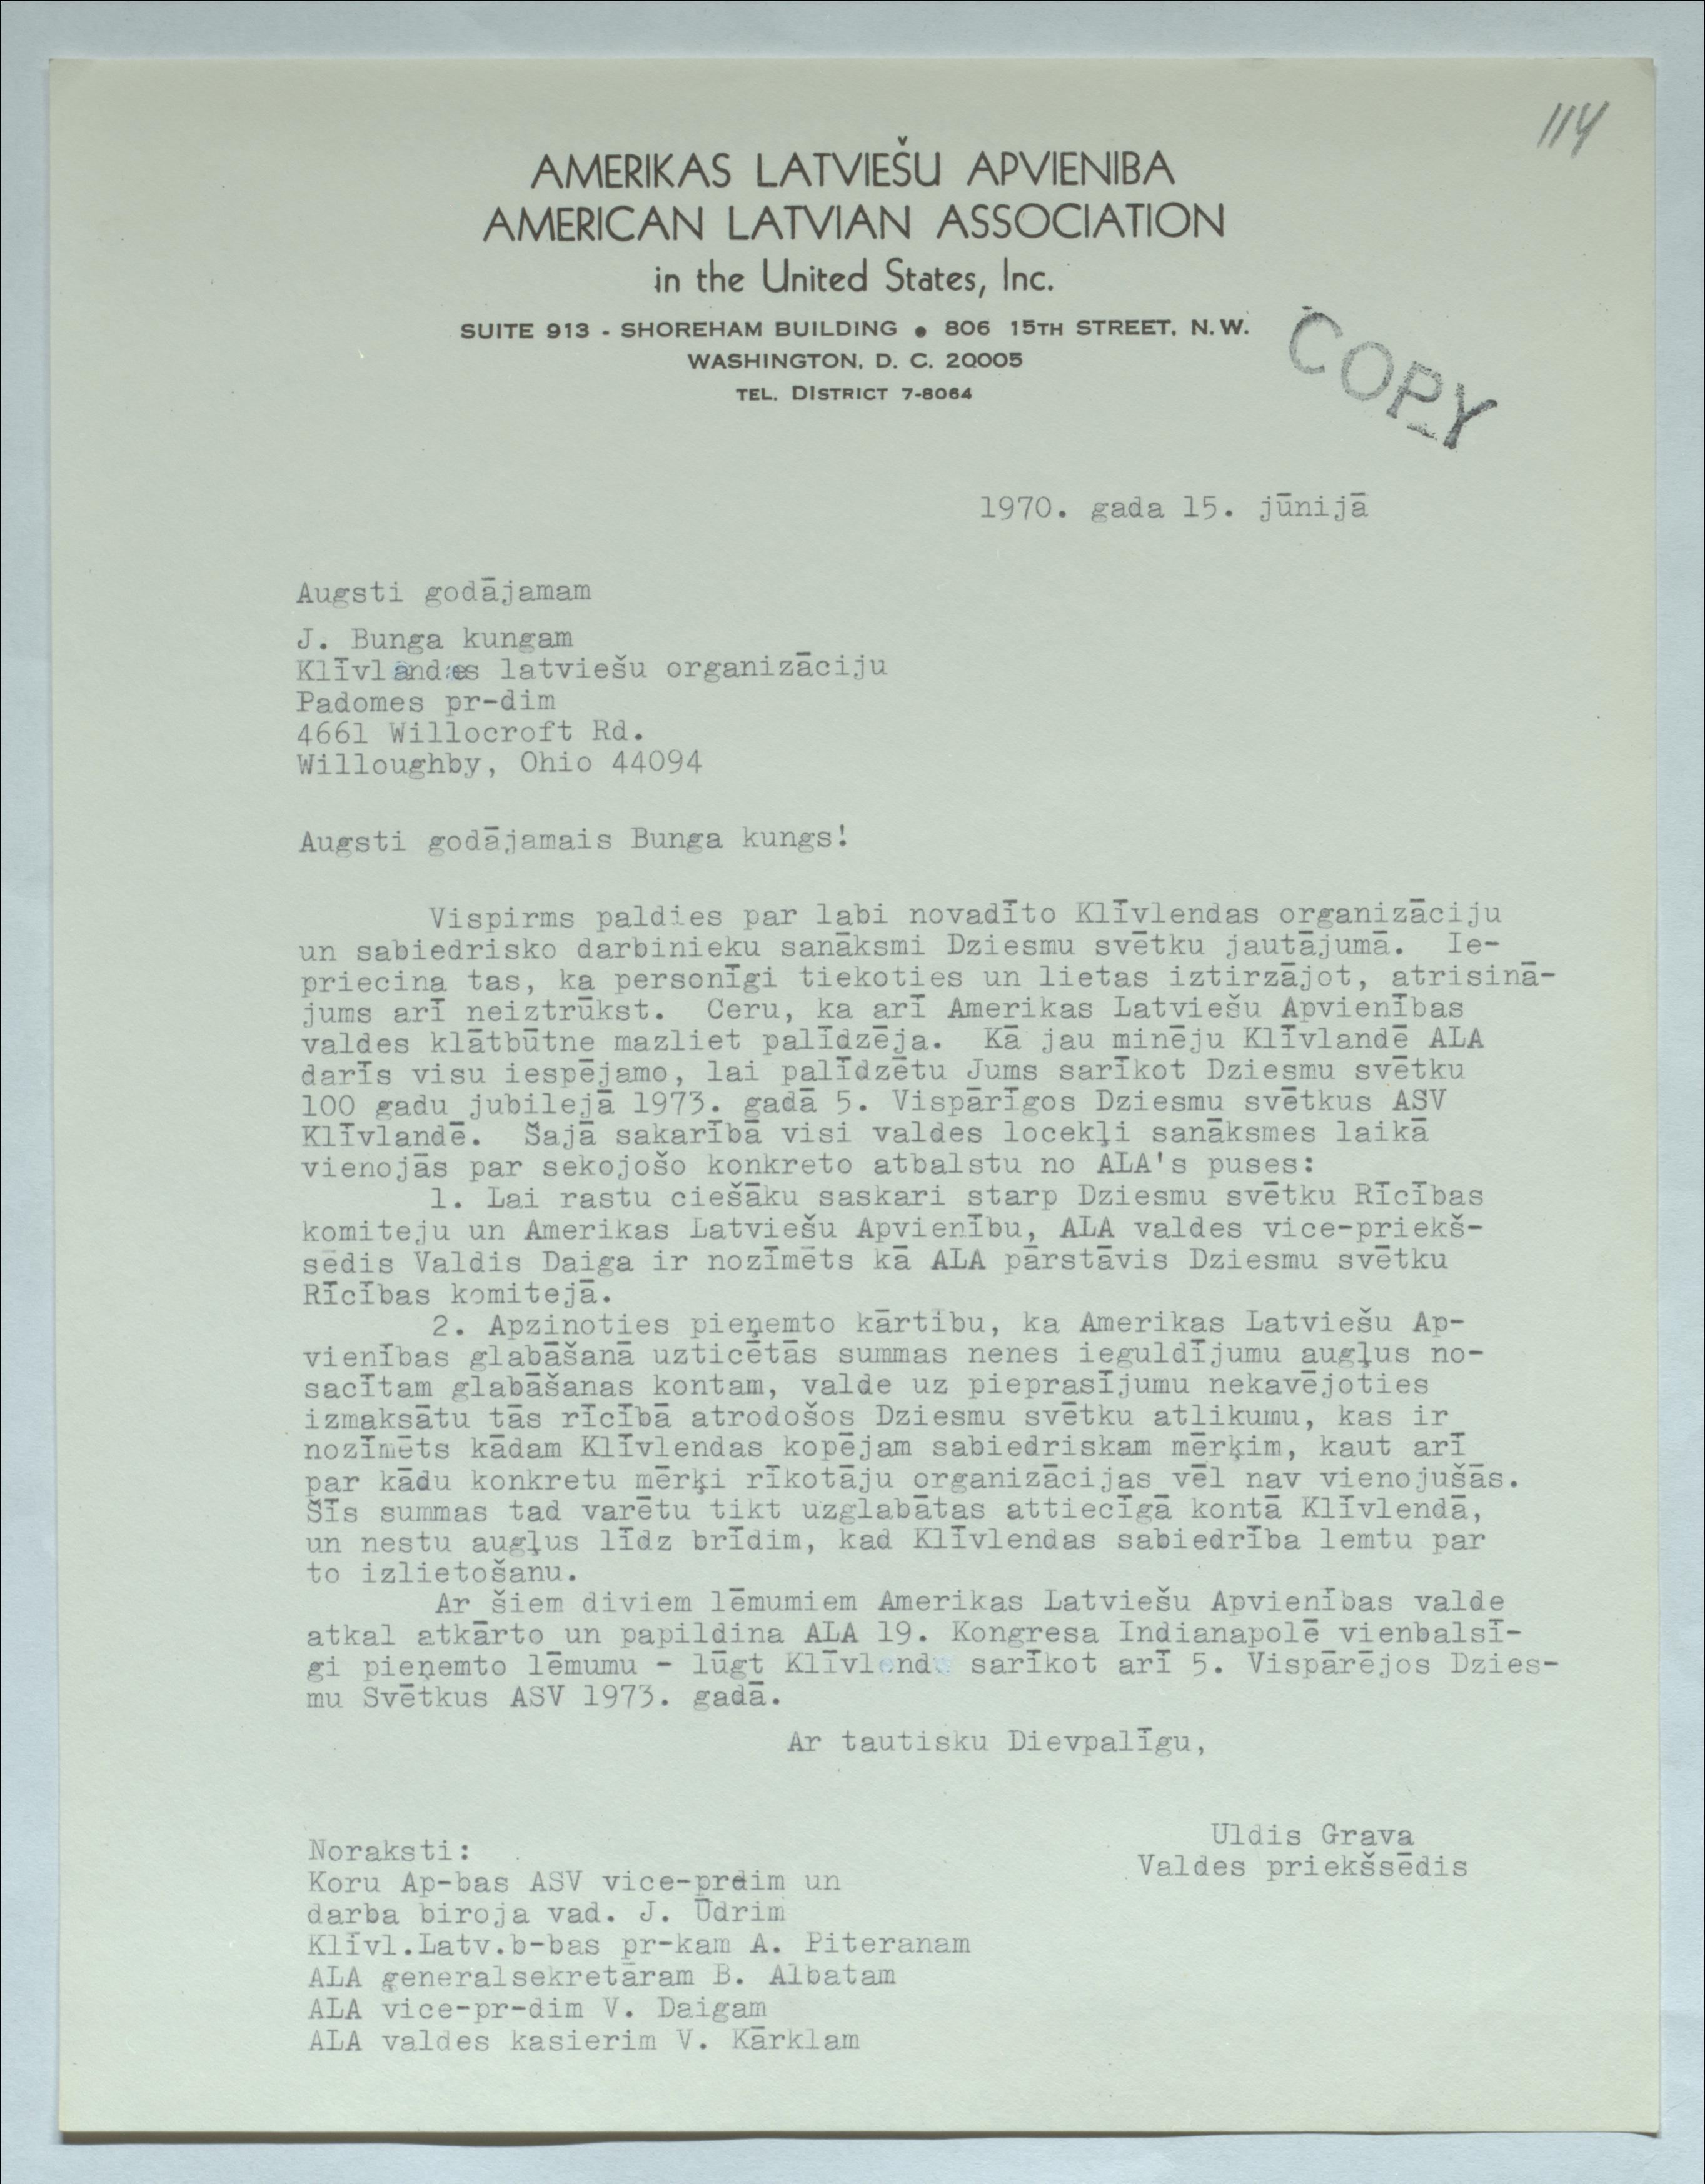 114
AMERIKAS LATVIEŠU APVIENIBA
AMERICAN LATVIAN ASSOCIATION
in the United States, Inc.
SUITE 913 - SHOREHAM BUILDING • 806 15TH STREET, N.W.
WASHINGTON, D. C. 20005
TEL. DISTRICT 7-8064
COPY
1970. gada 15. jūnijā
Augsti godājamam
J. Bunga kungam
Klīvlandes latviešu organizāciju
Padomes pr-dim
4661 Willocroft Rd.
Willoughby, Ohio 44094
Augsti godājamais Bunga kungs!
Vispirms paldies par labi novadīto Klīvlendas organizāciju
un sabiedrisko darbinieku sanāksmi Dziesmu svētku jautājumā. Ie-
priecina tas, ka personīgi tiekoties un lietas iztirzājot, atrisinā-
jums arī neiztrūkst. Ceru, ka arī Amerikas Latviešu Apvienības
valdes klātbūtne mazliet palīdzēja. Kā jau minēju Klīvlandē ALA
darīs visu iespējamo, lai palīdzētu Jums sarīkot Dziesmu svētku
100 gadu jubilejā 1973. gadā 5. Vispārīgos Dziesmu svētkus ASV
Klīvlandē. Šajā sakarībā visi valdes locekļi sanāksmes laikā
vienojās par sekojošo konkreto atbalstu no ALA's puses:
1. Lai rastu ciešāku saskari starp Dziesmu svētku Rīcības
komiteju un Amerikas Latviešu Apvienību, ALA valdes vice-priekš-
sēdis Valdis Daiga ir nozīmēts kā ALA pārstāvis Dziesmu svētku
Rīcības komitejā.
2. Apzinoties pieņemto kārtibu, ka Amerikas Latviešu Ap-
vienības glabāšanā uzticētās summas nenes ieguldījumu augļus no-
sacītam glabāšanas kontam, valde uz pieprasījumu nekavējoties
izmaksātu tās rīcībā atrodošos Dziesmu svētku atlikumu, kas ir
nozīmēts kādam Klīvlendas kopējam sabiedriskam mērķim, kaut arī
par kādu konkretu mērķi rīkotāju organizācijas vēl nav vienojušās.
Šīs summas tad varētu tikt uzglabātas attiecīgā kontā Klīvlendā,
un nestu augļus līdz brīdim, kad Klīvlendas sabiedrība lemtu par
to izlietošanu.
Ar šiem diviem lēmumiem Amerikas Latviešu Apvienības valde
atkal atkārto un papildina ALA 19. Kongresa Indianapolē vienbalsī-
gi pieņemto lēmumu - lūgt sarīkot arī 5. Vispārējos Dzies-
mu Svētkus ASV 1973. gadā.
Ar tautisku Dievpalīgu,
Uldis Grava
Valdes priekšsēdis
Noraksti:
Koru Ap-bas ASV vice-prdim un
darba biroja vad. J. Ūdrim
Klīvl.Latv.b-bas pr-kam A. Piteranam
ALA generalsekretāram B. Albatam
ALA vice-pr-dim V. Daigam
ALA valdes kasierim V. Kārklam